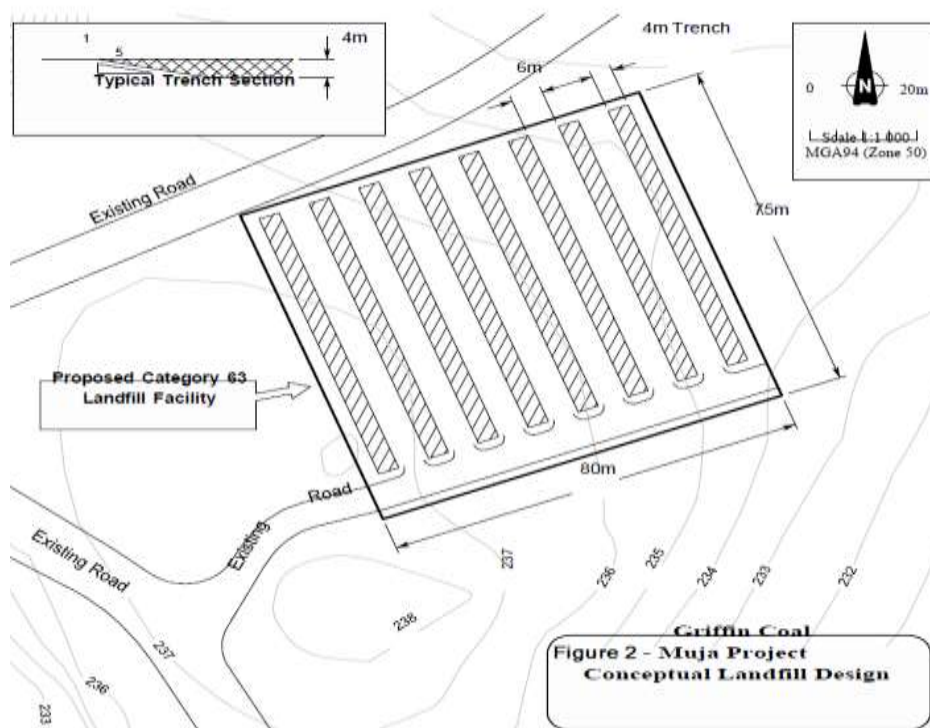 1
5
4m
Typical Trench Section
4m Trench
6m
N
0
20m
Scale 1:1 000
MGA94 (Zone 50)
Existing Road
75m
Proposed Category 63
Landfill Facility
80m
Existing Road
Existing Road
237
236
235
234
233
232
238
237
236
233
Griffin Coal
Figure 2 - Muja Project
Conceptual Landfill Design